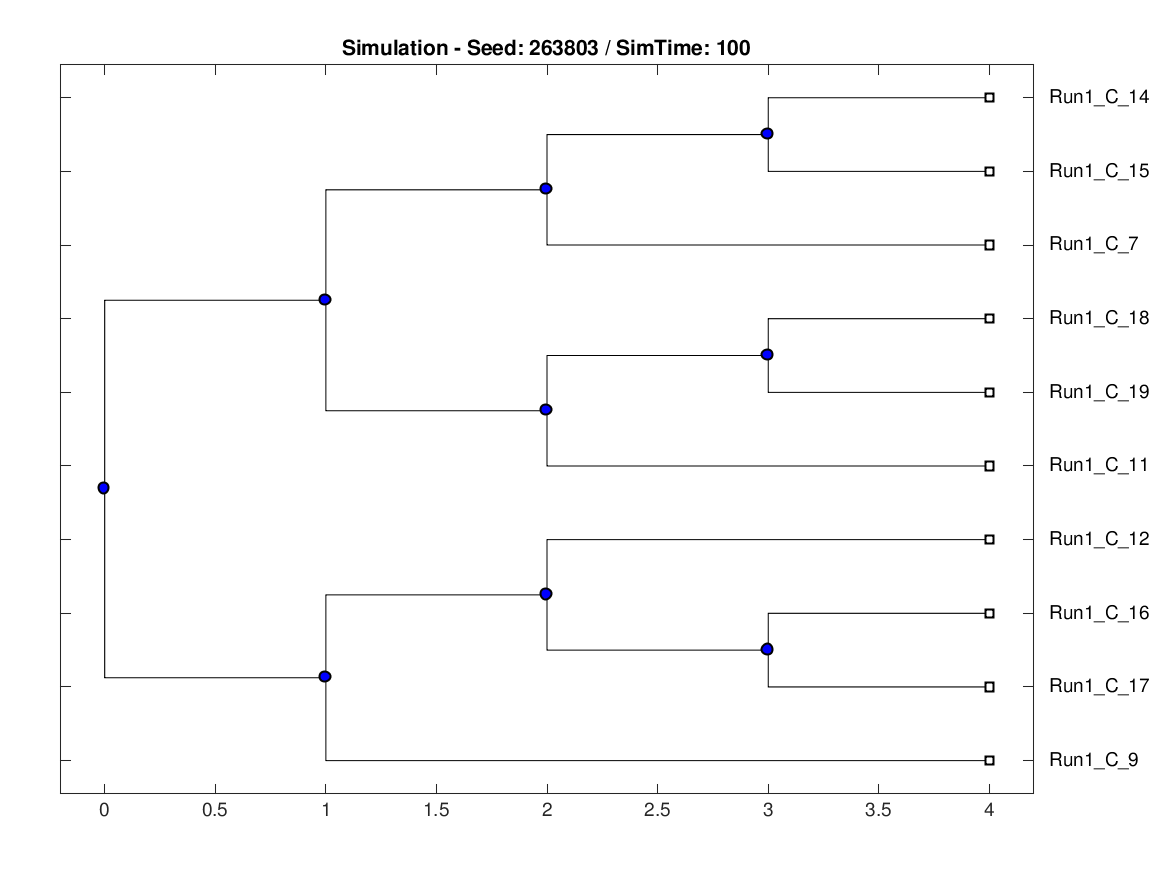 Simulation - Seed: 263803 / SimTime: 100
Run1_C_14
Run1_C_15
Run1_C_7
Run1_C_18
Run1_C_19
Run1_C_11
Run1_C_12
Run1_C_16
Run1_C_17
Run1_C_9
0 0.5 1 1.5 2 2.5 3 3.5 4